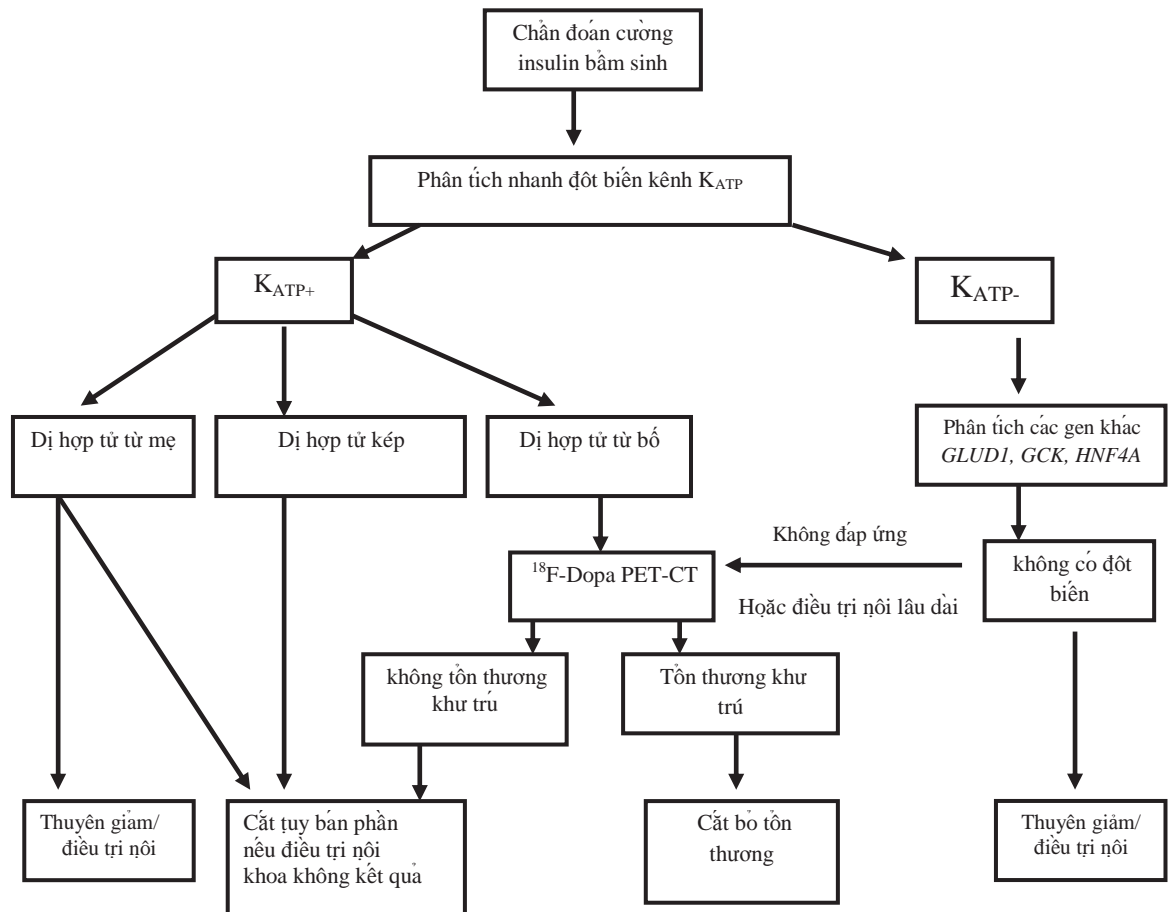 Chẩn đoán cường
insulin bẩm sinh
Phân tích nhanh đột biến kênh KATP
KATP+
KATP-
Dị hợp tử từ mẹ
Dị hợp tử kép
Dị hợp tử từ bố
Phân tích các gen khác
GLUD1, GCK, HNF4A
Không đáp ứng
18F-Dopa PET-CT
không có đột
biến
Hoặc điều trị nội lâu dài
không tổn thương
khư trú
Tổn thương khư
trú
Thuyên giảm/
điều trị nội
Cắt tụy bán phần
nếu điều trị nội
khoa không kết quả
Cắt bỏ tổn
thương
Thuyên giảm/
điều trị nội